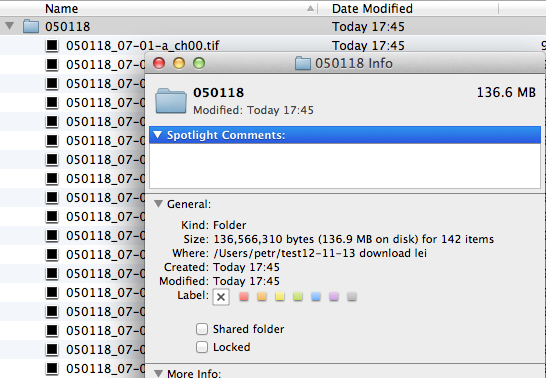 Name
Date Modified
050118
Today 17:45
050118_07-01-a_ch00.tif
Today 17:45
9
050118_07-0
050118 Info
050118_07-0
050118
136.6 MB
050118_07-0
Modified: Today 17:45
050118_07-0
Spotlight Comments:
050118_07-0
050118_07-0
050118_07-0
General:
050118_07-0
Kind: Folder
Size: 136,566,310 bytes (136.9 MB on disk) for 142 items
050118_07-0
Where: /Users/petr/test12-11-13 download lei
050118_07-0
Created: Today 17:45
Modified: Today 17:45
050118_07-0
Label:
050118_07-0
050118_07-0
Shared folder
050118_07-0
Locked
050118_07-0
050118_07-0
More Info: